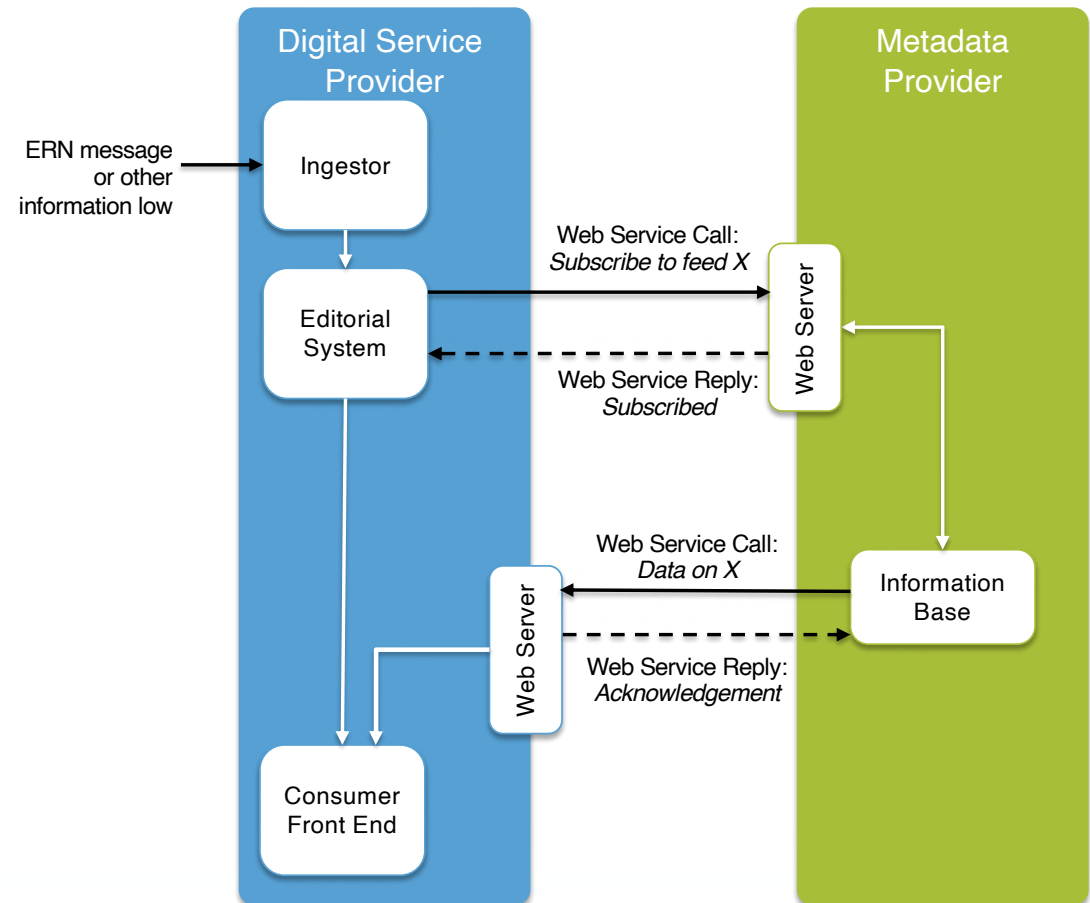 Digital Service
Provider
Metadata
Provider
ERN message
or other
information low
Ingestor
Web Service Call:
Subscribe to feed X
Editorial
System
Web Server
Web Service Reply:
Subscribed
Web Service Call:
Data on X
Information
Base
Web Server
Web Service Reply:
Acknowledgement
Consumer
Front End